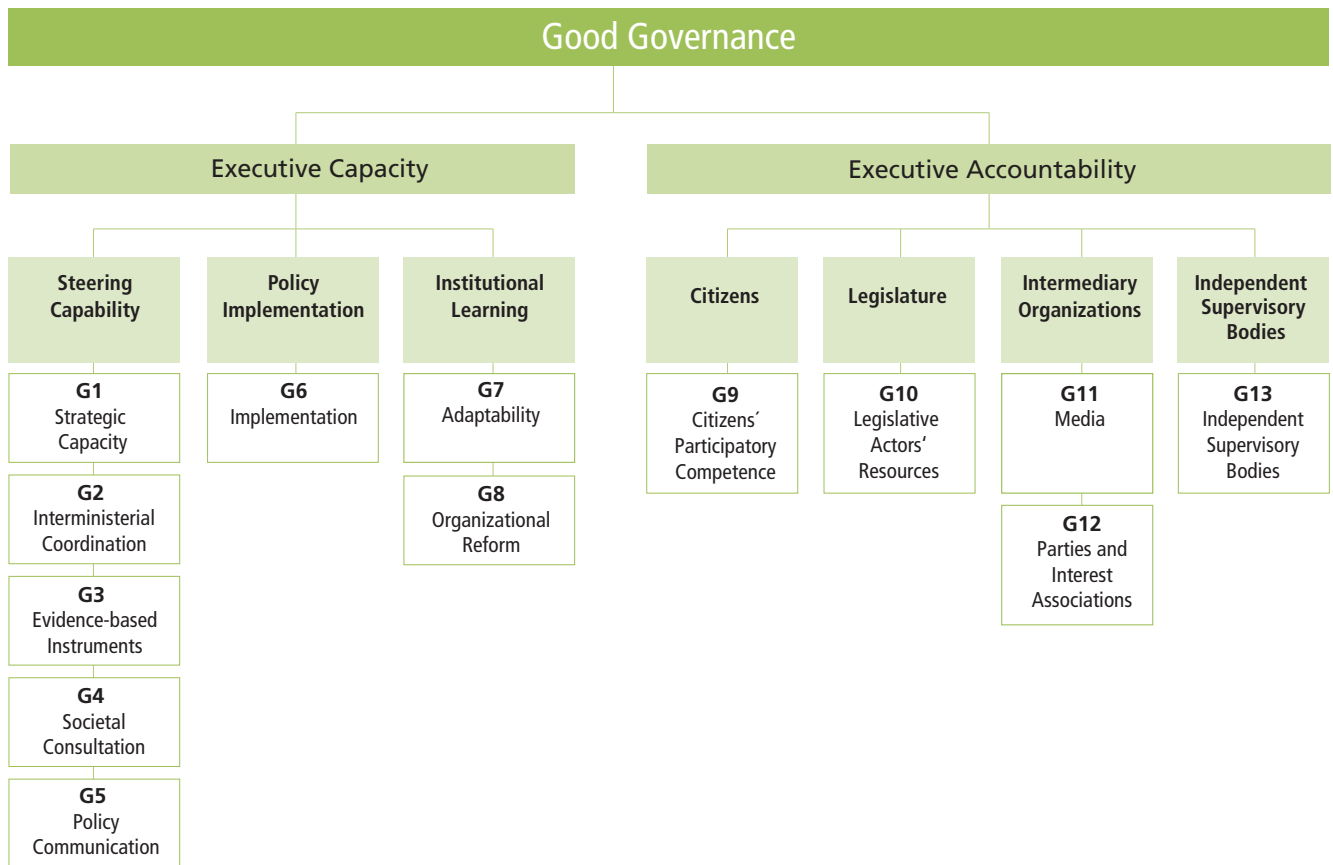 Good Governance
Executive Capacity
Executive Accountability
Steering
Capability
Policy
Implementation
Institutional
Learning
Citizens
Legislature
Intermediary
Organizations
Independent
Supervisory
Bodies
G1
Strategic
Capacity
G2
Interministerial
Coordination
G3
Evidence-based
Instruments
G4
Societal
Consultation
G5
Policy
Communication
G6
Implementation
G7
Adaptability
G8
Organizational
Reform
G9
Citizens´
Participatory
Competence
G10
Legislative
Actors‘
Resources
G11
Media
G12
Parties and
Interest
Associations
G13
Independent
Supervisory
Bodies